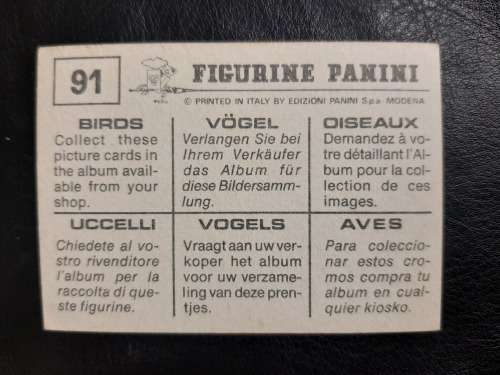 91
FIGURINE PANINI
© PRINTED IN ITALY BY EDIZIONI PANINI S.p.a. MODENA
BIRDS
Collect these
picture cards in
the album avail-
able from your
shop.
VÖGEL
Verlangen Sie bei
Ihrem Verkäufer
das Album für
diese Bildersamm-
lung.
OISEAUX
Demandez à vo-
tre détaillant l'Al-
bum pour la col-
lection de ces
images.
UCCELLI
Chiedete al vo-
stro rivenditore
l'album per la
raccolta di que-
ste figurine.
VOGELS
Vraagt aan uw ver-
koper het album
voor uw verzame-
ling van deze pren-
tjes.
AVES
Para coleccio-
nar estos cro-
mos compra tu
album en cual-
quier kiosko.